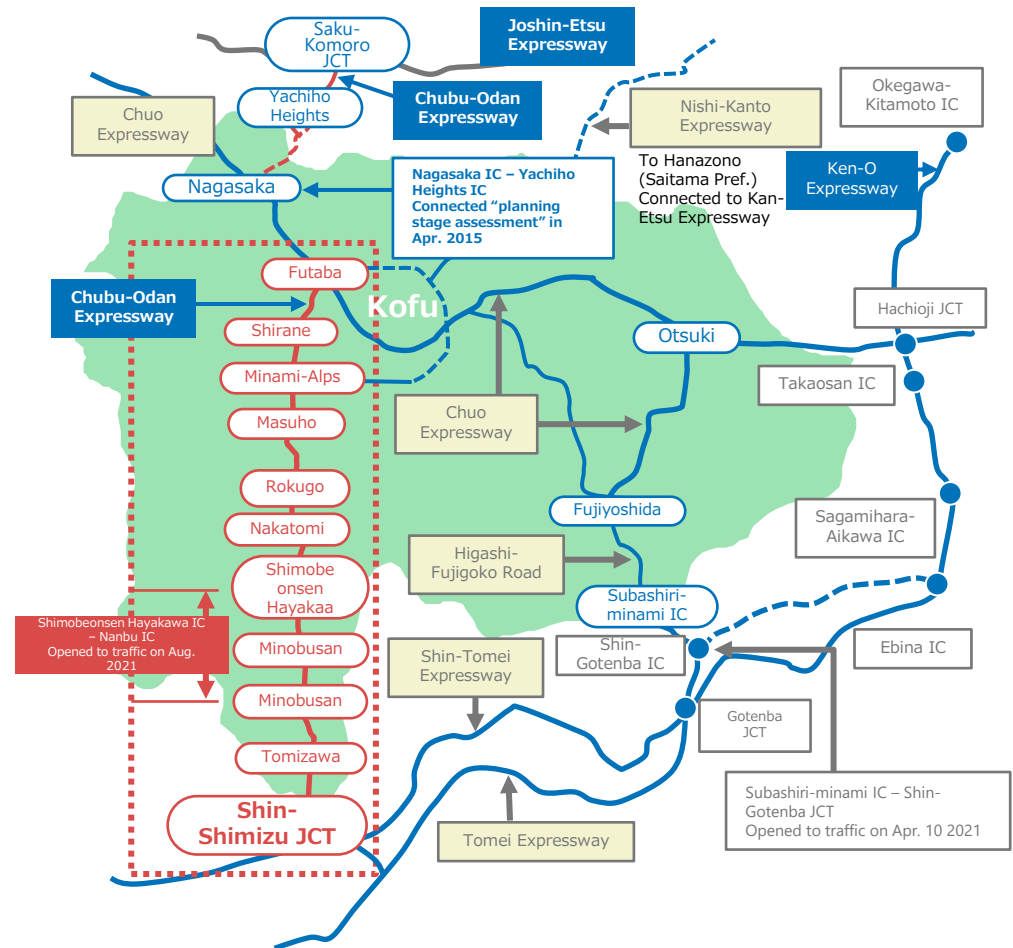 Saku-
Komoro
JCT
Joshin-Etsu
Expressway
Yachiho
Heights
Chubu-Odan
Expressway
Chuo
Expressway
Nishi-Kanto
Expressway
Okegawa-
Kitamoto IC
To Hanazono
(Saitama Pref.)
Connected to Kan-
Etsu Expressway
Ken-O
Expressway
Nagasaka
Nagasaka IC – Yachiho
Heights IC
Connected “planning
stage assessment” in
Apr. 2015
Futaba
Chubu-Odan
Expressway
Kofu
Hachioji JCT
Shirane
Otsuki
Minami-Alps
Takaosan IC
Masuho
Chuo
Expressway
Rokugo
Fujiyoshida
Sagamihara-
Aikawa IC
Nakatomi
Higashi-
Fujigoko Road
Shimobe
onsen
Hayakaa
Subashiri-
minami IC
Shimobeonsen Hayakawa IC
– Nanbu IC
Opened to traffic on Aug.
2021
Minobusan
Shin-
Gotenba IC
Ebina IC
Shin-Tomei
Expressway
Minobusan
Gotenba
JCT
Tomizawa
Subashiri-minami IC – Shin-
Gotenba JCT
Opened to traffic on Apr. 10 2021
Shin-
Shimizu JCT
Tomei Expressway